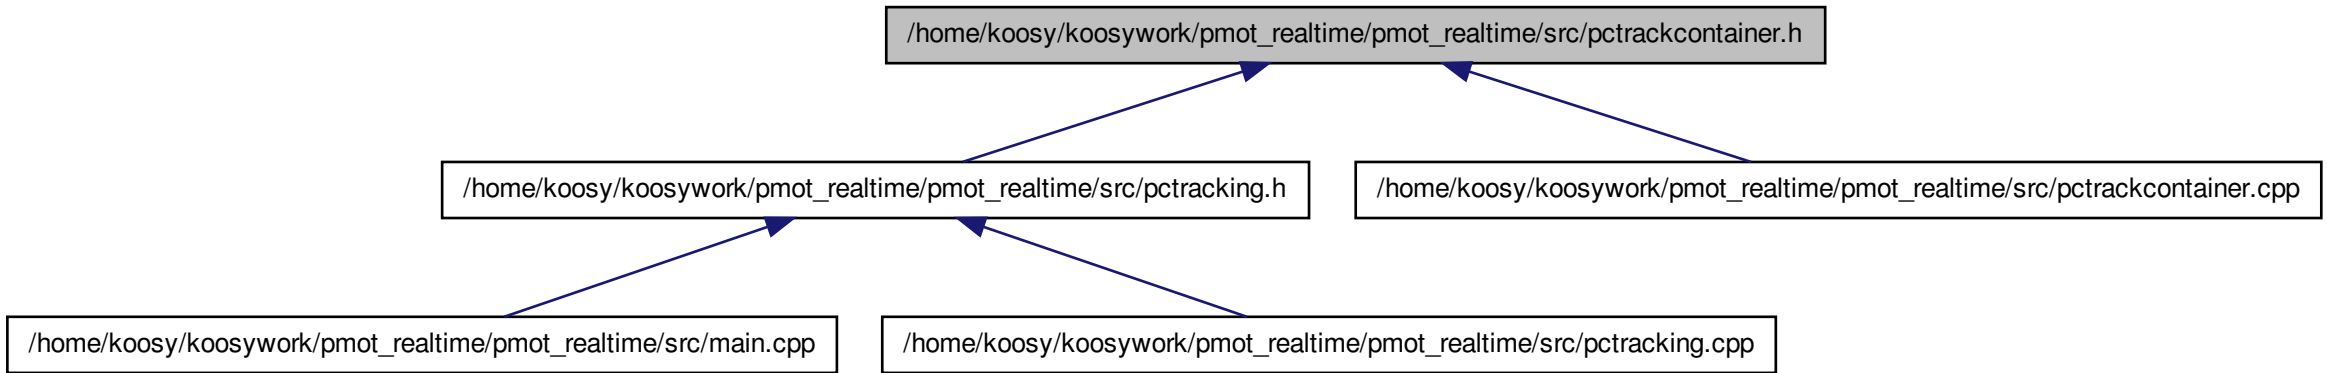 /home/koosy/koosywork/pmot_realtime/pmot_realtime/src/pctrackcontainer.h
/home/koosy/koosywork/pmot_realtime/pmot_realtime/src/pctracking.h
/home/koosy/koosywork/pmot_realtime/pmot_realtime/src/pctrackcontainer.cpp
/home/koosy/koosywork/pmot_realtime/pmot_realtime/src/main.cpp
/home/koosy/koosywork/pmot_realtime/pmot_realtime/src/pctracking.cpp